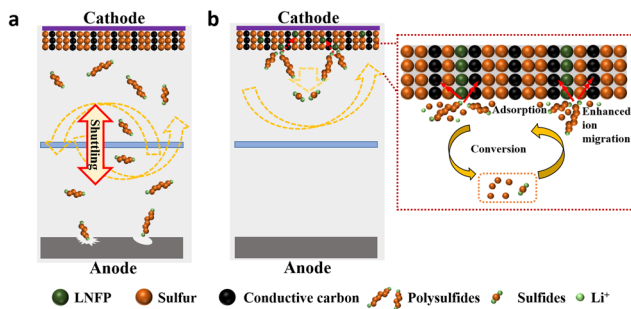 a
Cathode
Shuttling
Anode
b
Cathode
Anode
Adsorption
Enhanced
ion
migration
Conversion
LNFP
Sulfur
Conductive carbon
Polysulfides
Sulfides
Li⁺